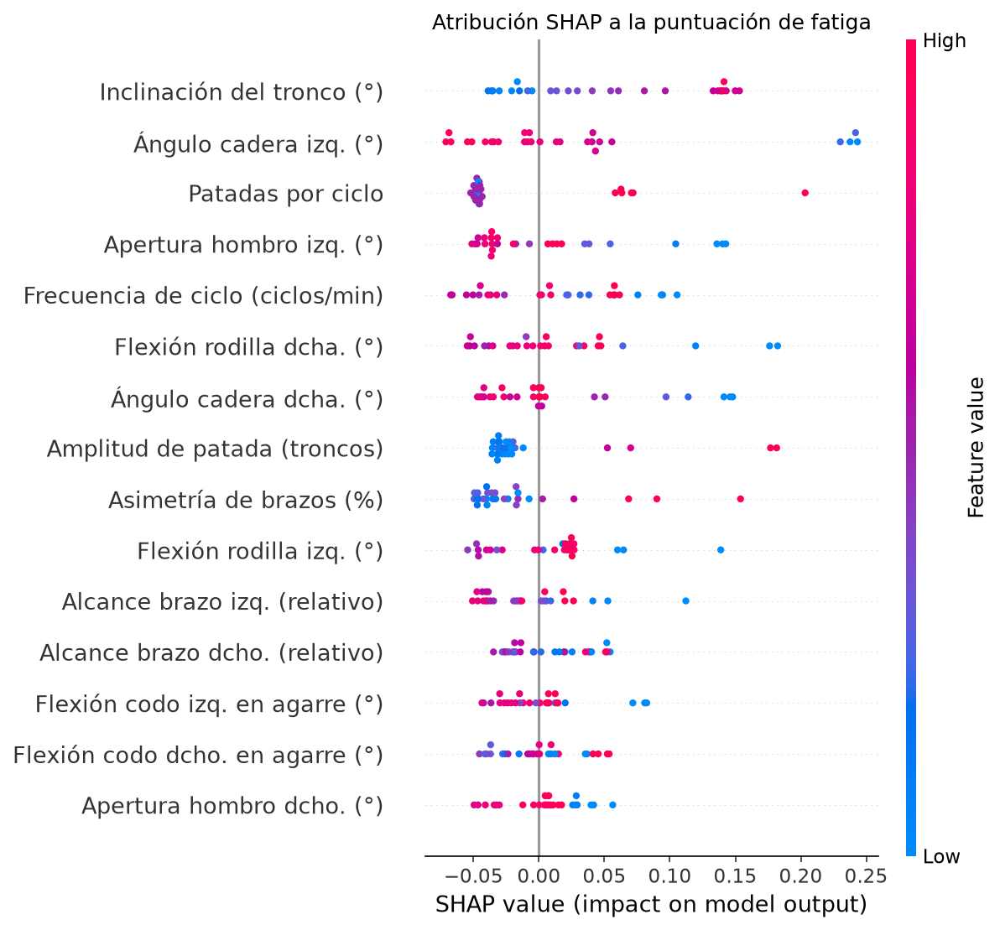 Atribución SHAP a la puntuación de fatiga
High
Inclinación del tronco (°)
Ángulo cadera izq. (°)
Patadas por ciclo
Apertura hombro izq. (°)
Frecuencia de ciclo (ciclos/min)
Flexión rodilla dcha. (°)
Ángulo cadera dcha. (°)
Amplitud de patada (troncos)
Asimetría de brazos (%)
Flexión rodilla izq. (°)
Alcance brazo izq. (relativo)
Alcance brazo dcho. (relativo)
Flexión codo izq. en agarre (°)
Flexión codo dcho. en agarre (°)
Apertura hombro dcho. (°)
Feature value
Low
−0.05 0.00 0.05 0.10 0.15 0.20 0.25
SHAP value (impact on model output)